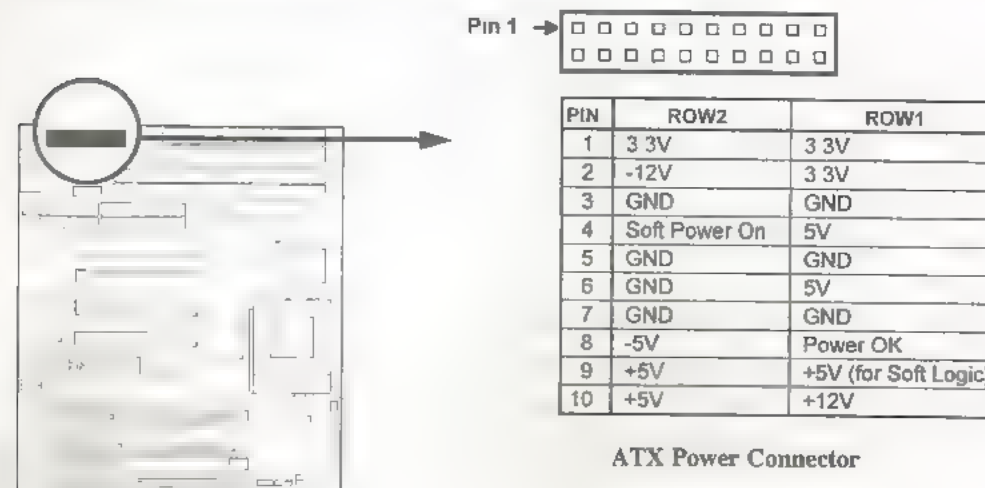 Pin 1
PIN ROW2 ROW1
1 3 3V 3 3V
2 -12V 3 3V
3 GND GND
4 Soft Power On 5V
5 GND GND
6 GND 5V
7 GND GND
8 -5V Power OK
9 +5V +5V (for Soft Logic)
10 +5V +12V
ATX Power Connector